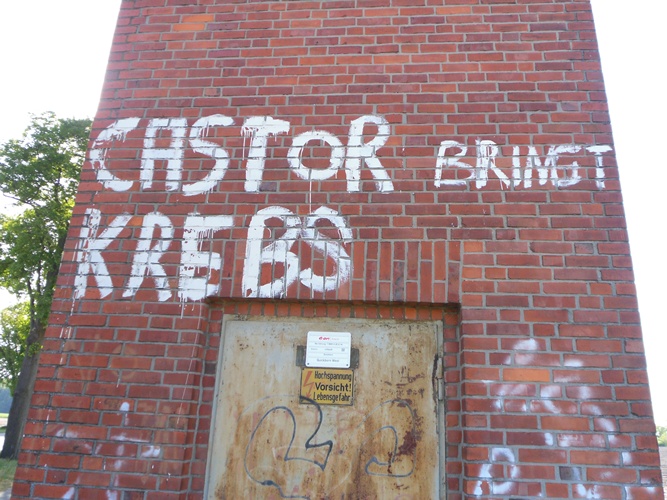 CASTOR BRINGT
KREBS
Hochspannung
Vorsicht!
Lebensgefahr